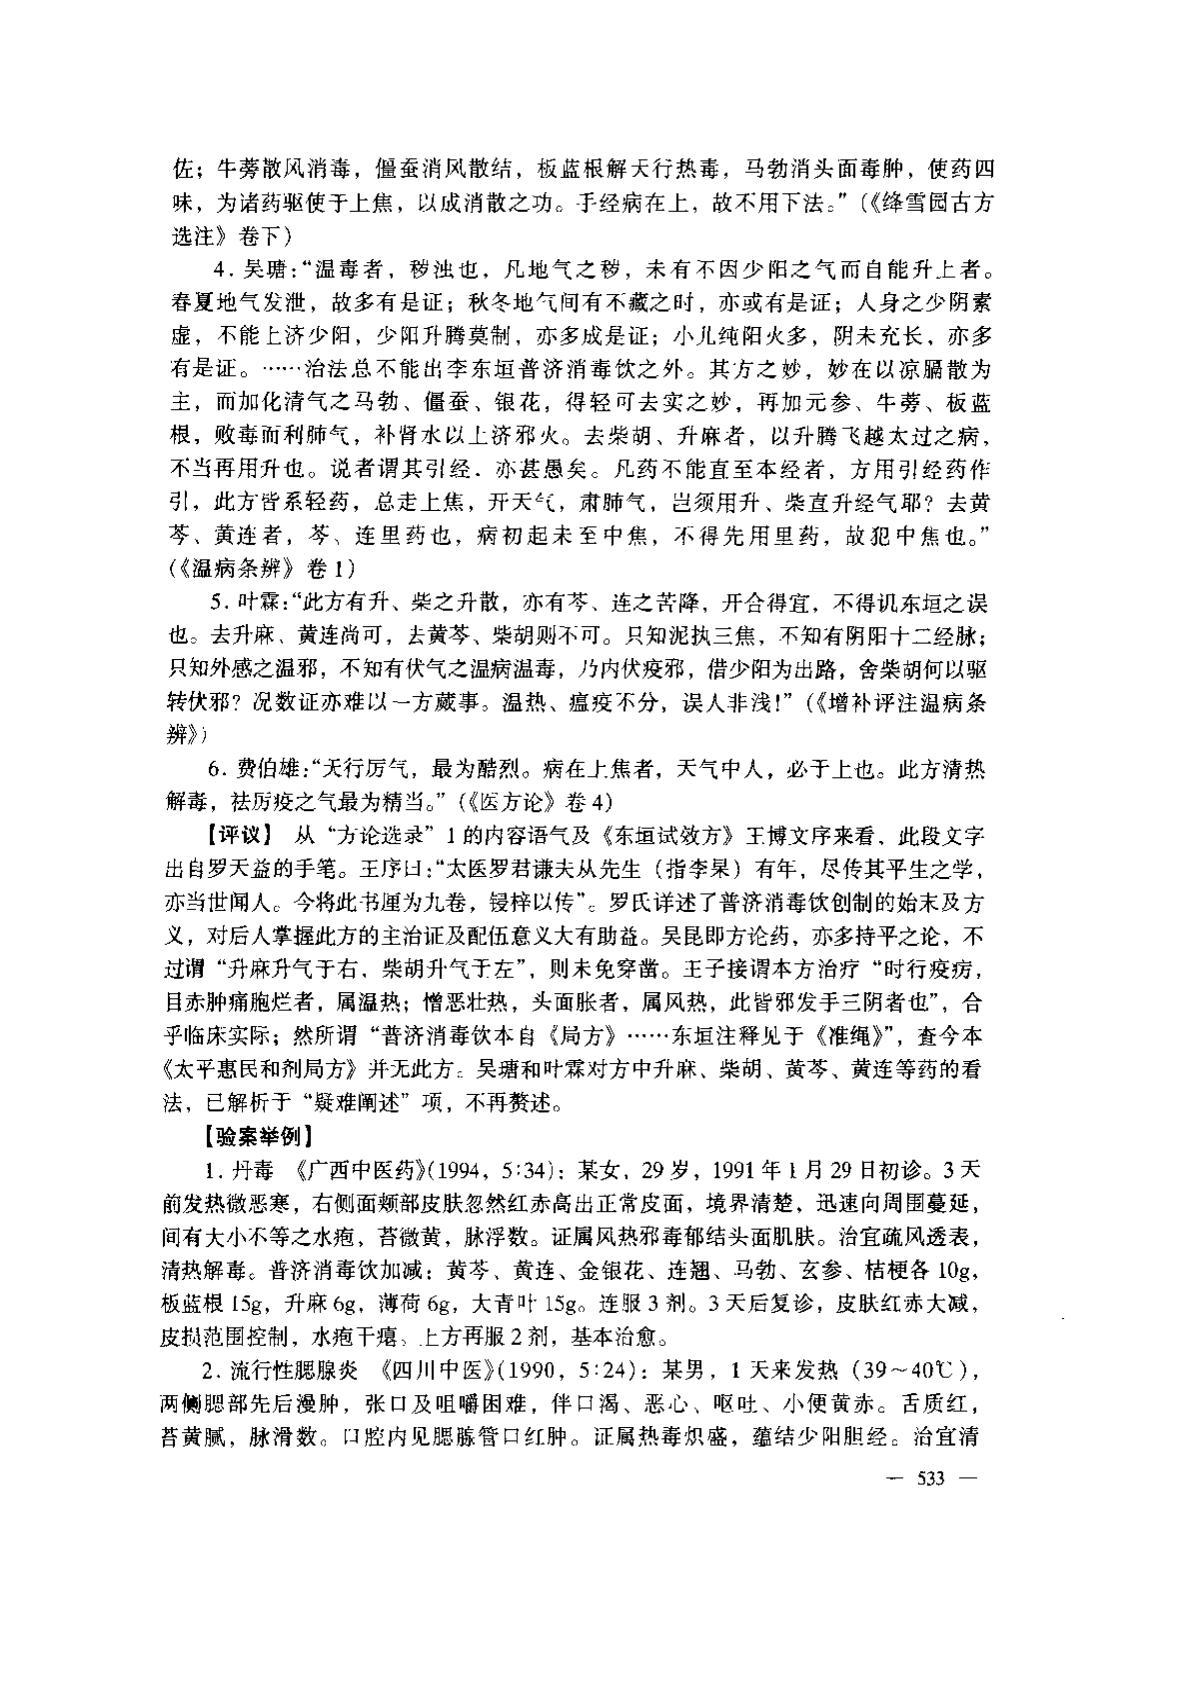 佐；牛蒡散风消毒，僵蚕消风散结，板蓝根解天行热毒，马勃消头面毒肿，使药四
味，为诸药驱使于上焦，以成消散之功。手经病在上，故不用下法。”（《绛雪园古方
选注》卷下）
4. 吴瑭：“温毒者，秽浊也，凡地气之秽，未有不因少阳之气而自能升上者。
春夏地气发泄，故多有是证；秋冬地气间有不藏之时，亦或有是证；人身之少阴素
虚，不能上济少阳，少阳升腾莫制，亦多成是证；小儿纯阳火多，阴未充长，亦多
有是证。……治法总不能出李东垣普济消毒饮之外。其方之妙，妙在以凉膈散为
主，而加化清气之马勃、僵蚕、银花，得轻可去实之妙，再加元参、牛蒡、板蓝
根，败毒而利肺气，补肾水以上济邪火。去柴胡、升麻者，以升腾飞越太过之病，
不当再用升也。说者谓其引经．亦甚愚矣。凡药不能直至本经者，方用引经药作
引，此方皆系轻药，总走上焦，开天气，肃肺气，岂须用升、柴直升经气耶？去黄
芩、黄连者，芩、连里药也，病初起未至中焦，不得先用里药，故犯中焦也。”
（《温病条辨》卷1）
5. 叶霖：“此方有升、柴之升散，亦有芩、连之苦降，开合得宜，不得讥东垣之误
也。去升麻、黄连尚可，去黄芩、柴胡则不可。只知泥执三焦，不知有阴阳十二经脉；
只知外感之温邪，不知有伏气之温病温毒，乃内伏疫邪，借少阳为出路，舍柴胡何以驱
转伏邪？况数证亦难以一方蒇事。温热、瘟疫不分，误人非浅！”（《增补评注温病条
辨》）
6. 费伯雄：“天行厉气，最为酷烈。病在上焦者，天气中人，必于上也。此方清热
解毒，祛厉疫之气最为精当。”（《医方论》卷4）
【评议】 从“方论选录”1的内容语气及《东垣试效方》王博文序来看，此段文字
出自罗天益的手笔。王序曰：“太医罗君谦夫从先生（指李杲）有年，尽传其平生之学，
亦当世闻人。今将此书厘为九卷，锓梓以传”。罗氏详述了普济消毒饮创制的始末及方
义，对后人掌握此方的主治证及配伍意义大有助益。吴昆即方论药，亦多持平之论，不
过谓“升麻升气于右，柴胡升气于左”，则未免穿凿。王子接谓本方治疗“时行疫疠，
目赤肿痛胞烂者，属温热；憎恶壮热，头面胀者，属风热，此皆邪发手三阴者也”，合
乎临床实际；然所谓“普济消毒饮本自《局方》……东垣注释见于《准绳》”，查今本
《太平惠民和剂局方》并无此方。吴瑭和叶霖对方中升麻、柴胡、黄芩、黄连等药的看
法，已解析于“疑难阐述”项，不再赘述。
【验案举例】
1. 丹毒 《广西中医药》（1994，5:34）：某女，29岁，1991年1月29日初诊。3天
前发热微恶寒，右侧面颊部皮肤忽然红赤高出正常皮面，境界清楚，迅速向周围蔓延，
间有大小不等之水疱，苔微黄，脉浮数。证属风热邪毒郁结头面肌肤。治宜疏风透表，
清热解毒。普济消毒饮加减：黄芩、黄连、金银花、连翘、马勃、玄参、桔梗各10g，
板蓝根15g，升麻6g，薄荷6g，大青叶15g。连服3剂。3天后复诊，皮肤红赤大减，
皮损范围控制，水疱干瘪。上方再服2剂，基本治愈。
2. 流行性腮腺炎 《四川中医》（1990，5:24）：某男，1天来发热（39～40℃），
两侧腮部先后漫肿，张口及咀嚼困难，伴口渴、恶心、呕吐、小便黄赤。舌质红，
苔黄腻，脉滑数。口腔内见腮腺管口红肿。证属热毒炽盛，蕴结少阳胆经。治宜清
— 533 —